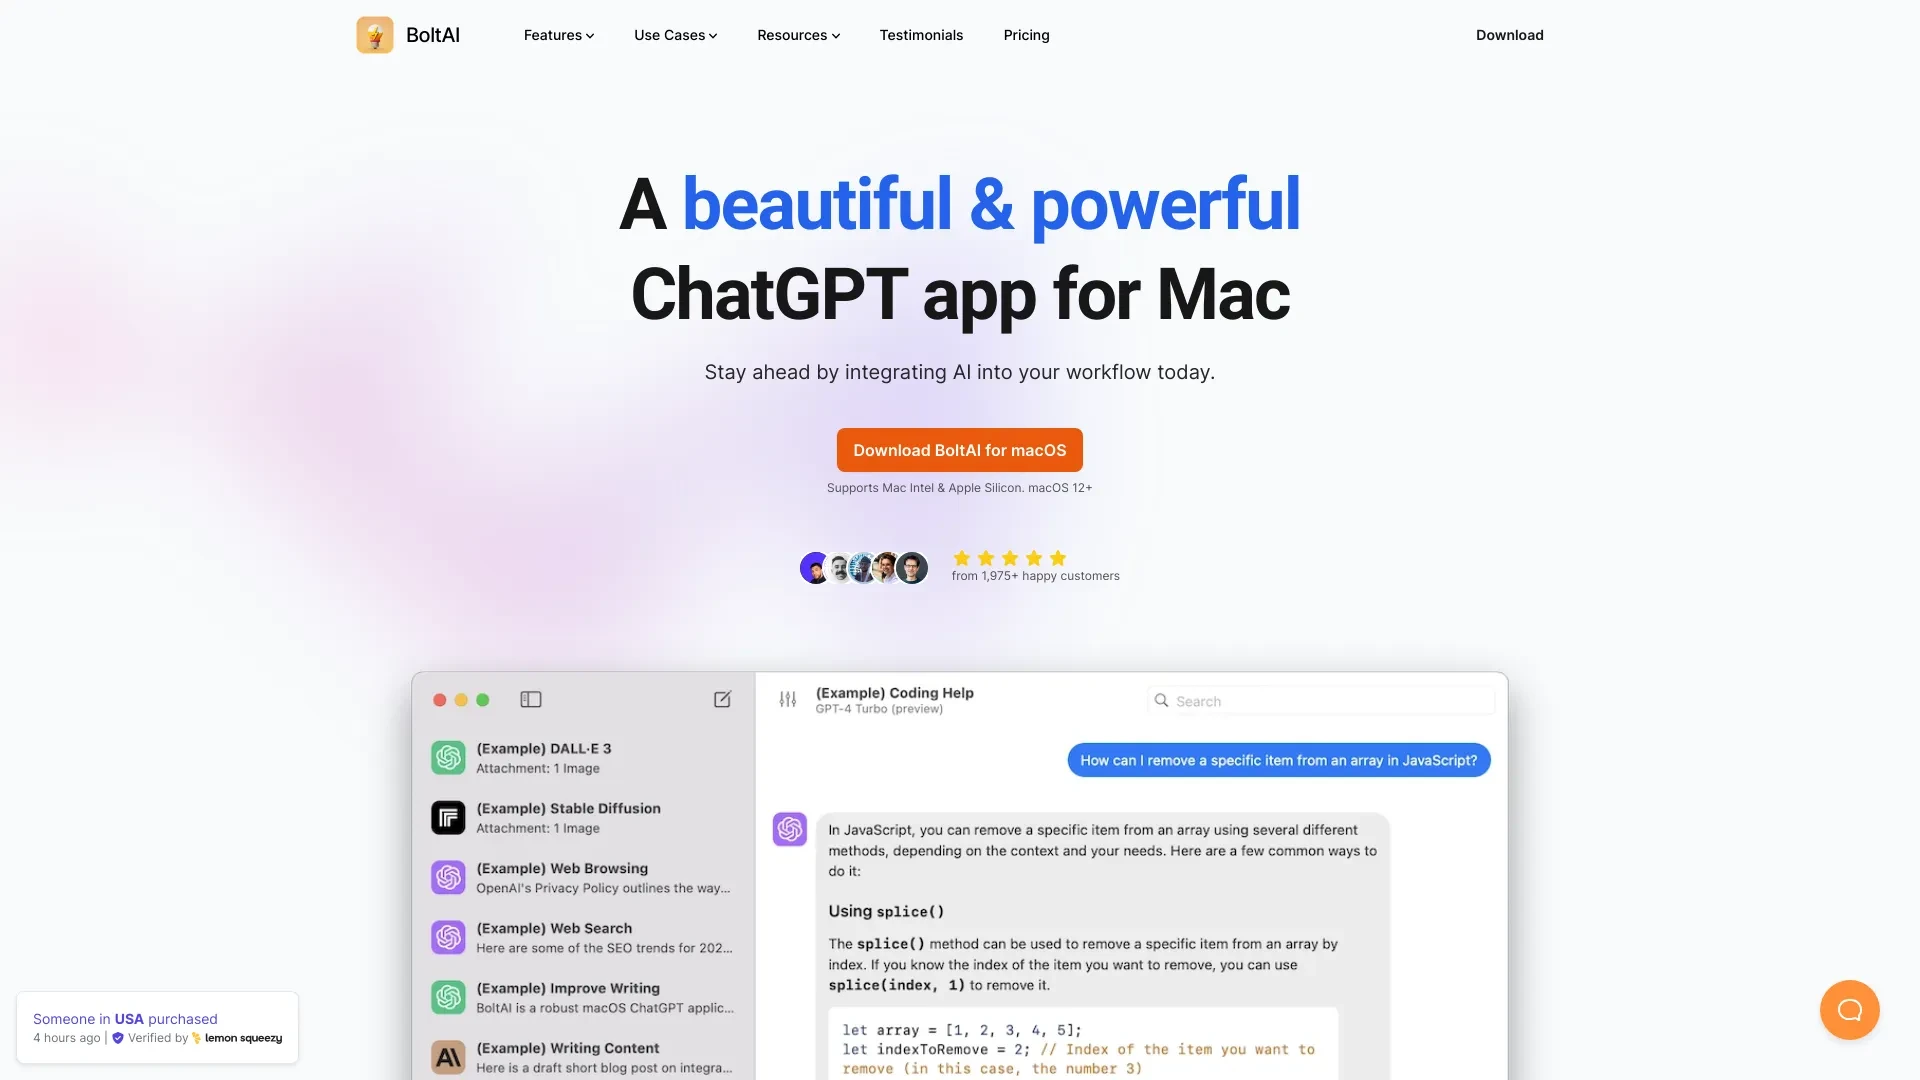 BoltAI
Features
Use Cases
Resources
Testimonials
Pricing
Download
A beautiful & powerful
ChatGPT app for Mac
Stay ahead by integrating AI into your workflow today.
Download BoltAI for macOS
Supports Mac Intel & Apple Silicon. macOS 12+
from 1,975+ happy customers
(Example) DALL·E 3
Attachment: 1 Image
(Example) Stable Diffusion
Attachment: 1 Image
(Example) Web Browsing
OpenAI's Privacy Policy outlines the way...
(Example) Web Search
Here are some of the SEO trends for 202...
(Example) Improve Writing
BoltAI is a robust macOS ChatGPT applic...
(Example) Writing Content
Here is a draft short blog post on integra...
(Example) Coding Help
GPT-4 Turbo (preview)
Search
How can I remove a specific item from an array in JavaScript?
In JavaScript, you can remove a specific item from an array using several different
methods, depending on the context and your needs. Here are a few common ways to
do it:
Using splice()
The splice() method can be used to remove a specific item from an array by
index. If you know the index of the item you want to remove, you can use
splice(index, 1) to remove it.
let array = [1, 2, 3, 4, 5];
let indexToRemove = 2; // Index of the item you want to
remove (in this case, the number 3)
Someone in USA purchased
4 hours ago | Verified by lemon squeezy